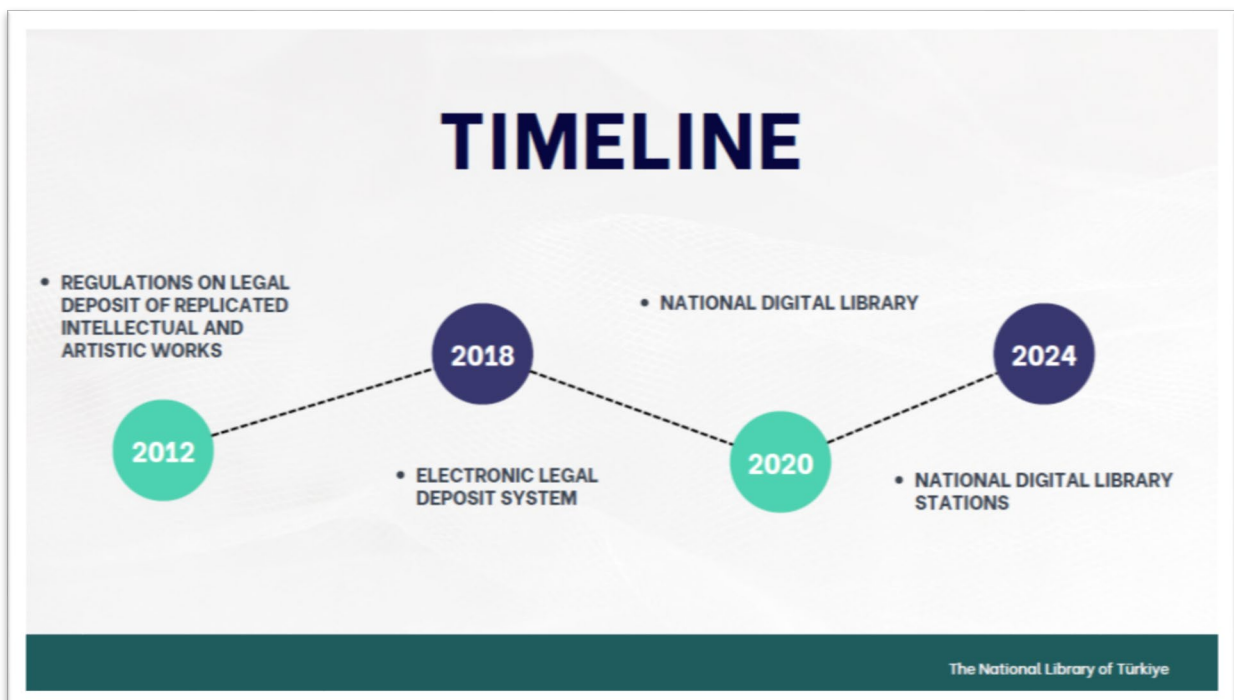 TIMELINE
• REGULATIONS ON LEGAL
DEPOSIT OF REPLICATED
INTELLECTUAL AND
ARTISTIC WORKS
2012
2018
• ELECTRONIC LEGAL
DEPOSIT SYSTEM
• NATIONAL DIGITAL LIBRARY
2020
2024
• NATIONAL DIGITAL LIBRARY
STATIONS
The National Library of Türkiye